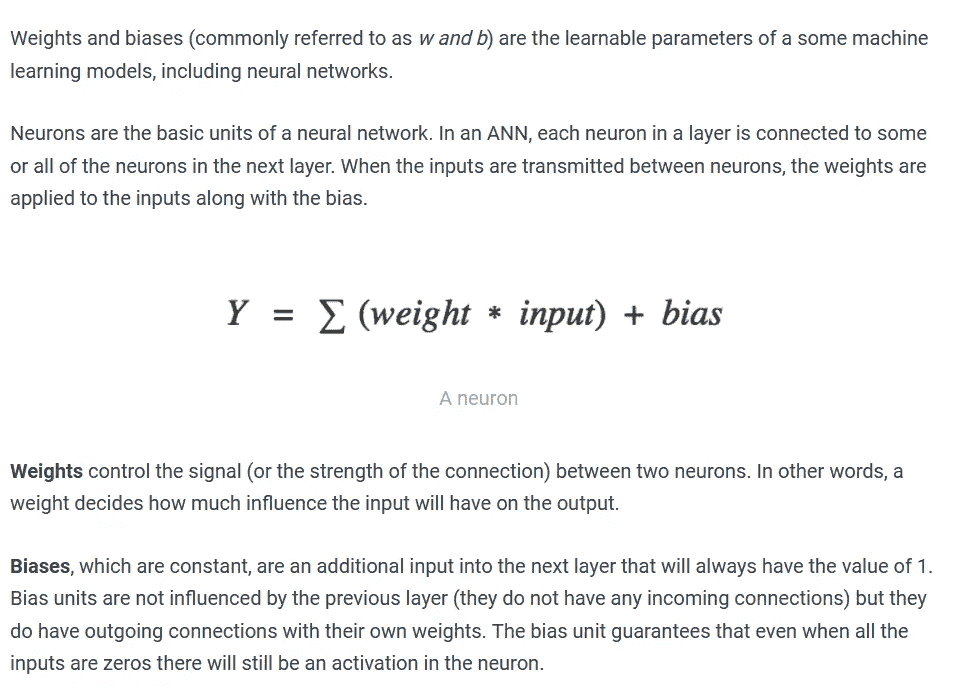 Weights and biases (commonly referred to as w and b) are the learnable parameters of a some machine
learning models, including neural networks.
Neurons are the basic units of a neural network. In an ANN, each neuron in a layer is connected to some
or all of the neurons in the next layer. When the inputs are transmitted between neurons, the weights are
applied to the inputs along with the bias.
Y = ∑ (weight * input) + bias
A neuron
Weights control the signal (or the strength of the connection) between two neurons. In other words, a
weight decides how much influence the input will have on the output.
Biases, which are constant, are an additional input into the next layer that will always have the value of 1.
Bias units are not influenced by the previous layer (they do not have any incoming connections) but they
do have outgoing connections with their own weights. The bias unit guarantees that even when all the
inputs are zeros there will still be an activation in the neuron.